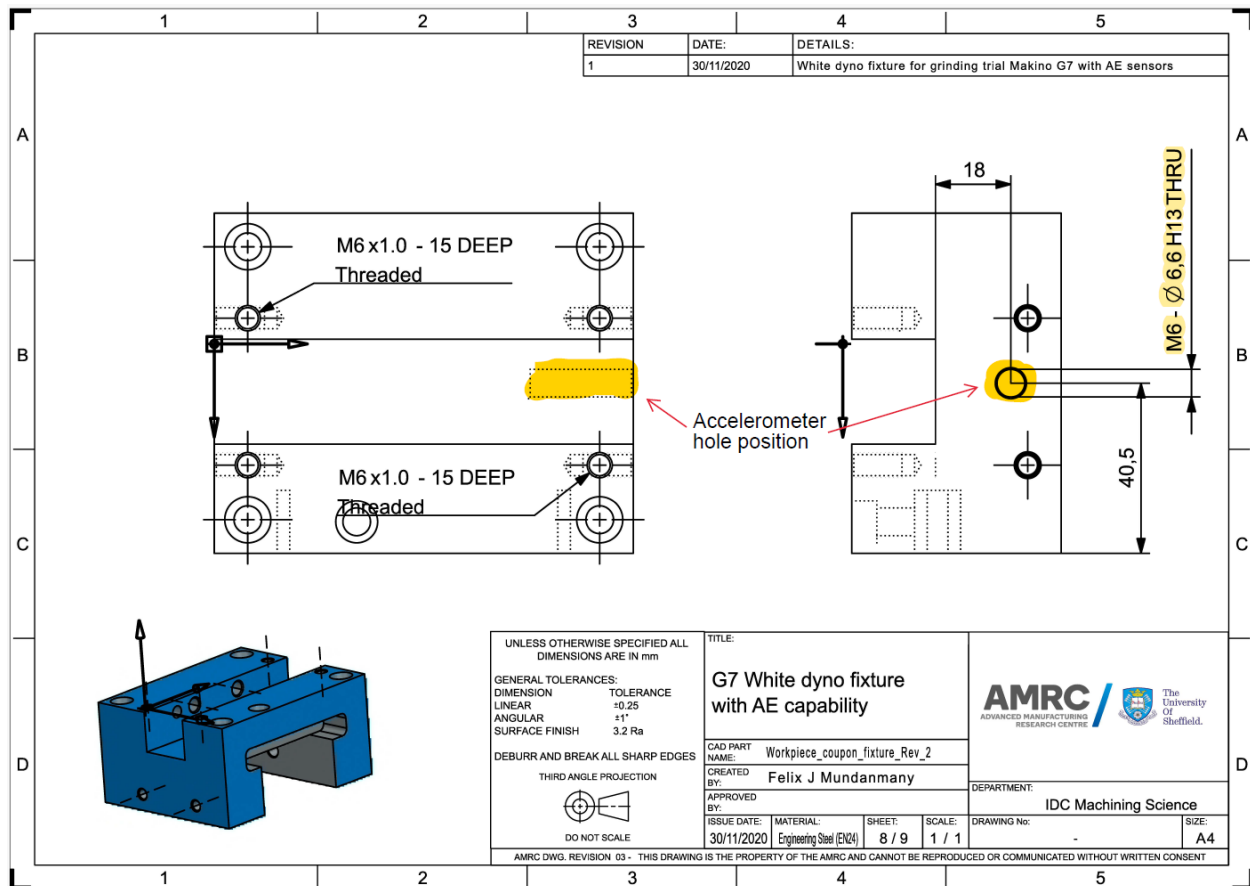 1 2 3 4 5
REVISION DATE: DETAILS:
1 30/11/2020 White dyno fixture for grinding trial Makino G7 with AE sensors
A A
18
M6 - Ø 6,6 H13 THRU
M6 x1.0 - 15 DEEP
Threaded
B B
Accelerometer
hole position
40,5
M6 x1.0 - 15 DEEP
Threaded
C C
UNLESS OTHERWISE SPECIFIED ALL
DIMENSIONS ARE IN mm
GENERAL TOLERANCES:
DIMENSION TOLERANCE
LINEAR ±0.25
ANGULAR ±1°
SURFACE FINISH 3.2 Ra
DEBURR AND BREAK ALL SHARP EDGES
THIRD ANGLE PROJECTION
DO NOT SCALE
TITLE:
G7 White dyno fixture
with AE capability
CAD PART
NAME: Workpiece_coupon_fixture_Rev_2
CREATED
BY: Felix J Mundanmany
APPROVED
BY:
ISSUE DATE: MATERIAL: SHEET: SCALE:
30/11/2020 Engineering Steel (EN24) 8 / 9 1 / 1
AMRC
ADVANCED MANUFACTURING
RESEARCH CENTRE
The
University
Of
Sheffield.
DEPARTMENT:
IDC Machining Science
DRAWING No: SIZE:
- A4
D D
AMRC DWG. REVISION 03 - THIS DRAWING IS THE PROPERTY OF THE AMRC AND CANNOT BE REPRODUCED OR COMMUNICATED WITHOUT WRITTEN CONSENT
1 2 3 4 5